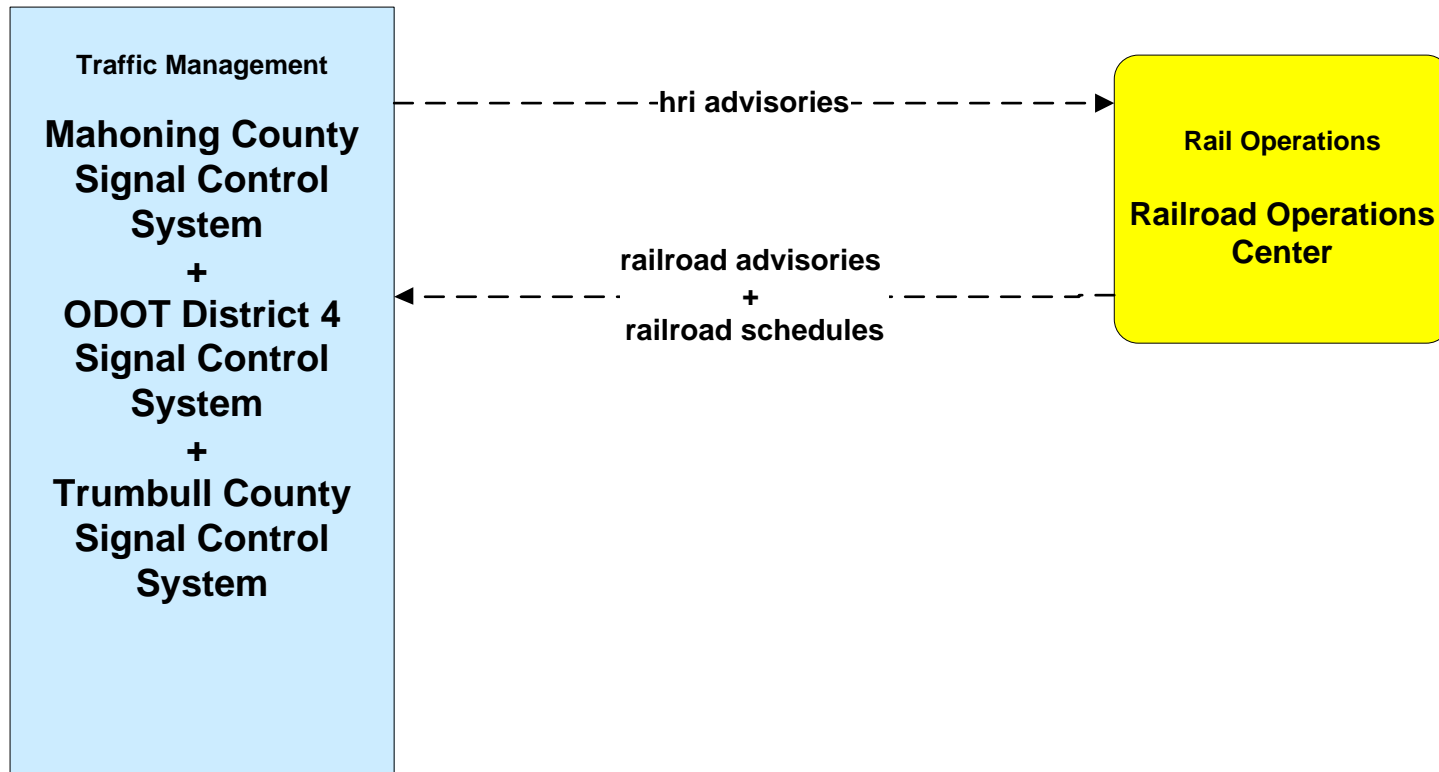 Traffic Management
Mahoning County
Signal Control
System
+
ODOT District 4
Signal Control
System
+
Trumbull County
Signal Control
System
hri advisories
railroad advisories
+
railroad schedules
Rail Operations
Railroad Operations
Center